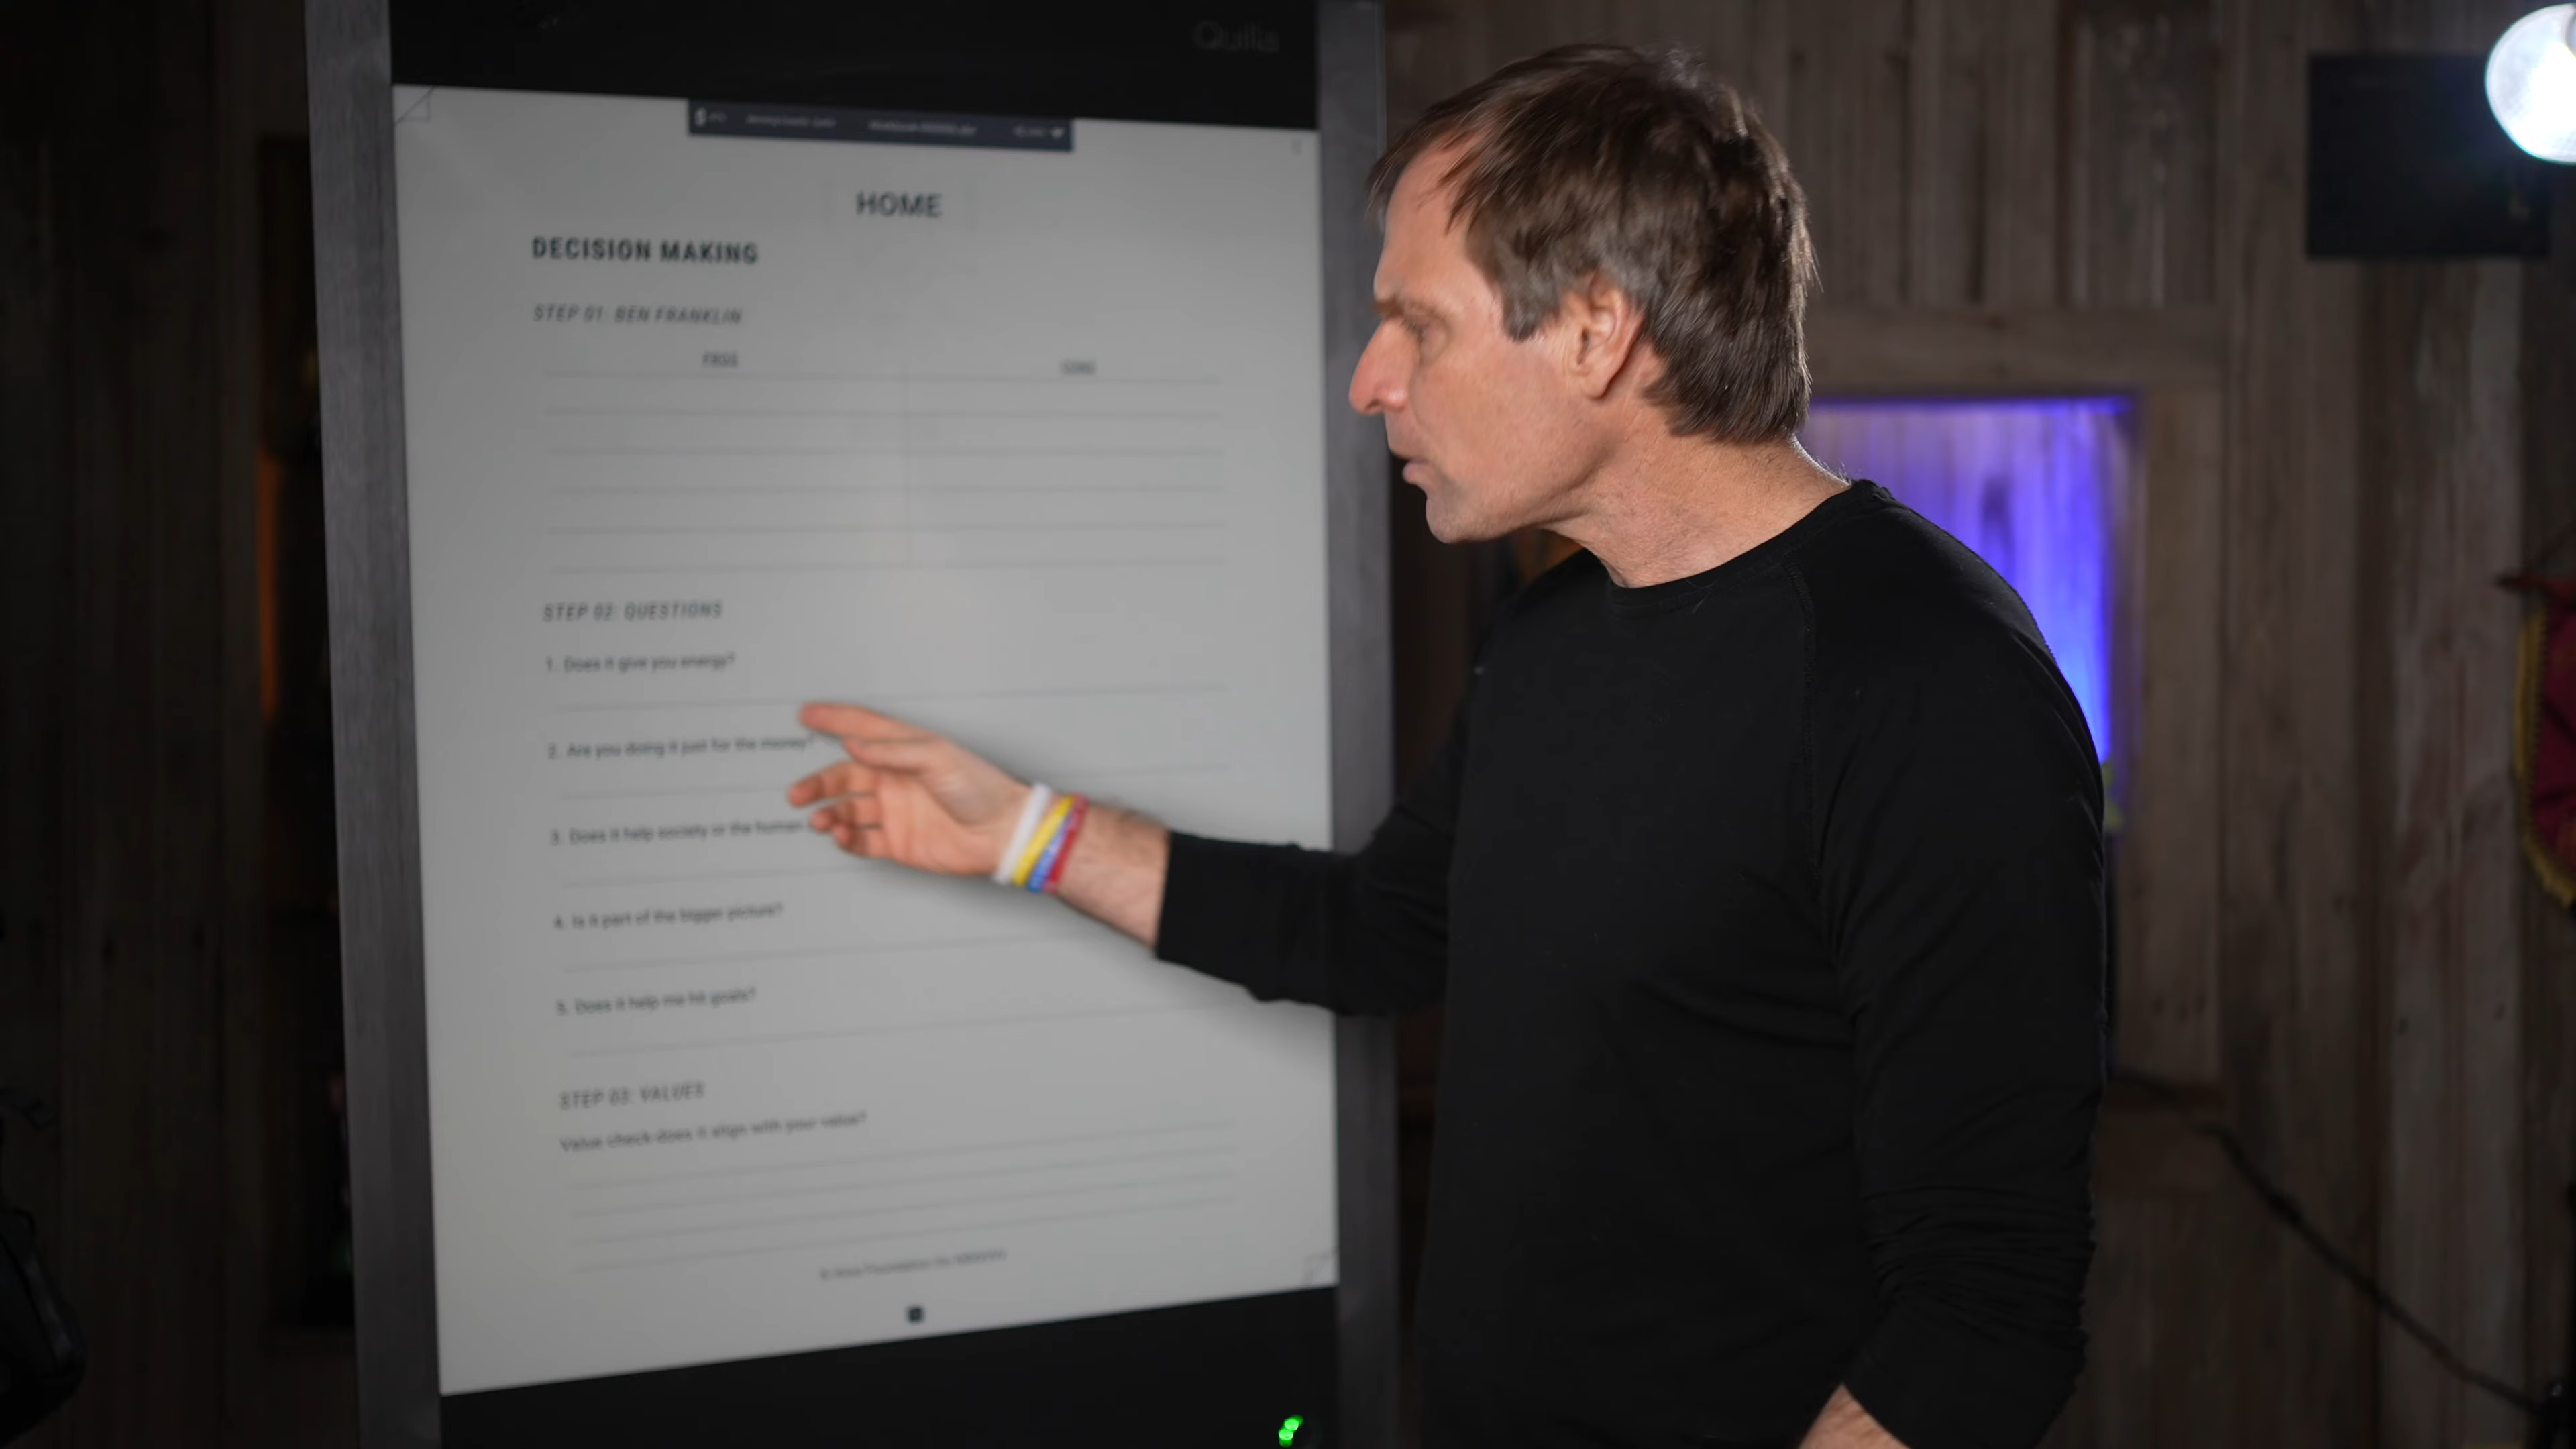 Quilla
HOME
DECISION MAKING
STEP 01: BEN FRANKLIN
PROS CONS
STEP 02: QUESTIONS
1. Does it give you energy?
2. Are you doing it just for the money?
3. Does it help society or the human
4. Is it part of the bigger picture?
5. Does it help me hit goals?
STEP 03: VALUES
Value check does it align with your value?